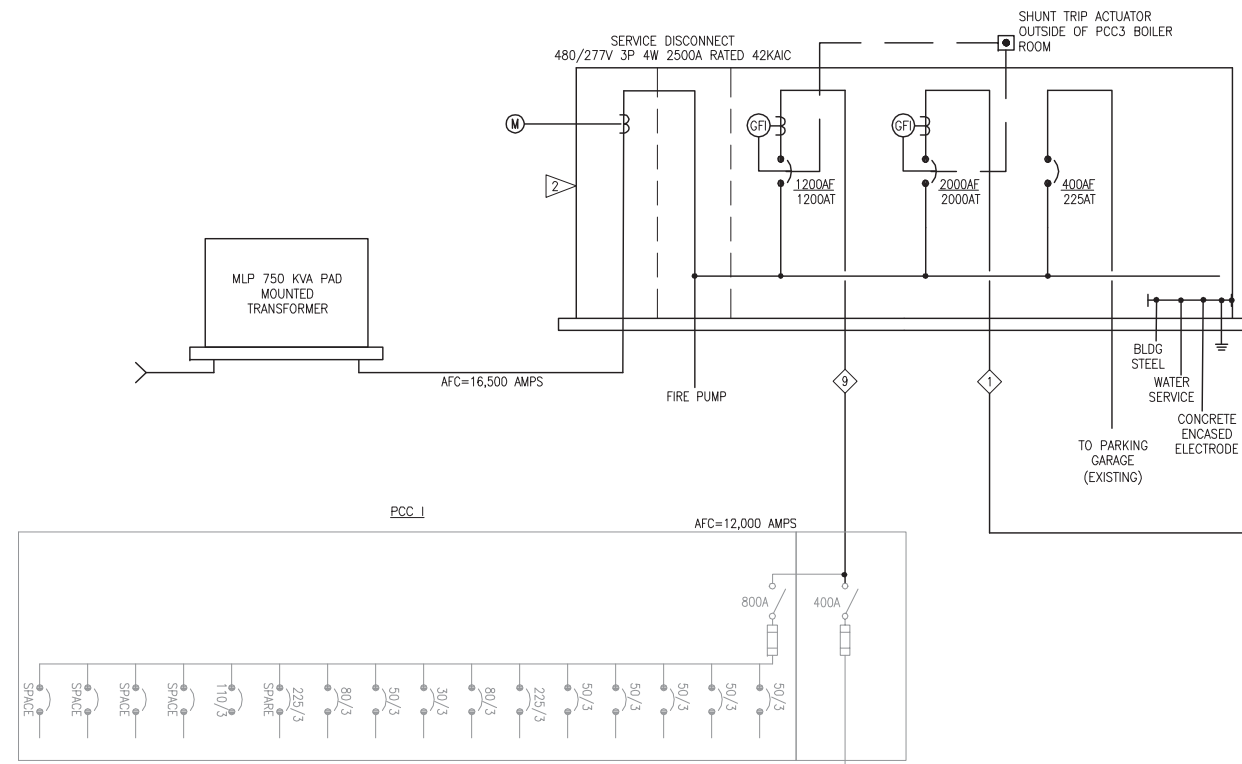 SHUNT TRIP ACTUATOR
OUTSIDE OF PCC3 BOILER
ROOM
SERVICE DISCONNECT
480/277V 3P 4W 2500A RATED 42KAIC
M
GFI
GFI
2
1200AF
1200AT
2000AF
2000AT
400AF
225AT
MLP 750 KVA PAD
MOUNTED
TRANSFORMER
AFC=16,500 AMPS
FIRE PUMP
9
1
BLDG
STEEL
WATER
SERVICE
CONCRETE
ENCASED
ELECTRODE
TO PARKING
GARAGE
(EXISTING)
PCC I
AFC=12,000 AMPS
800A
400A
SPACE
SPACE
SPACE
SPACE
110/3
SPARE
225/3
80/3
50/3
30/3
80/3
225/3
50/3
50/3
50/3
50/3
50/3